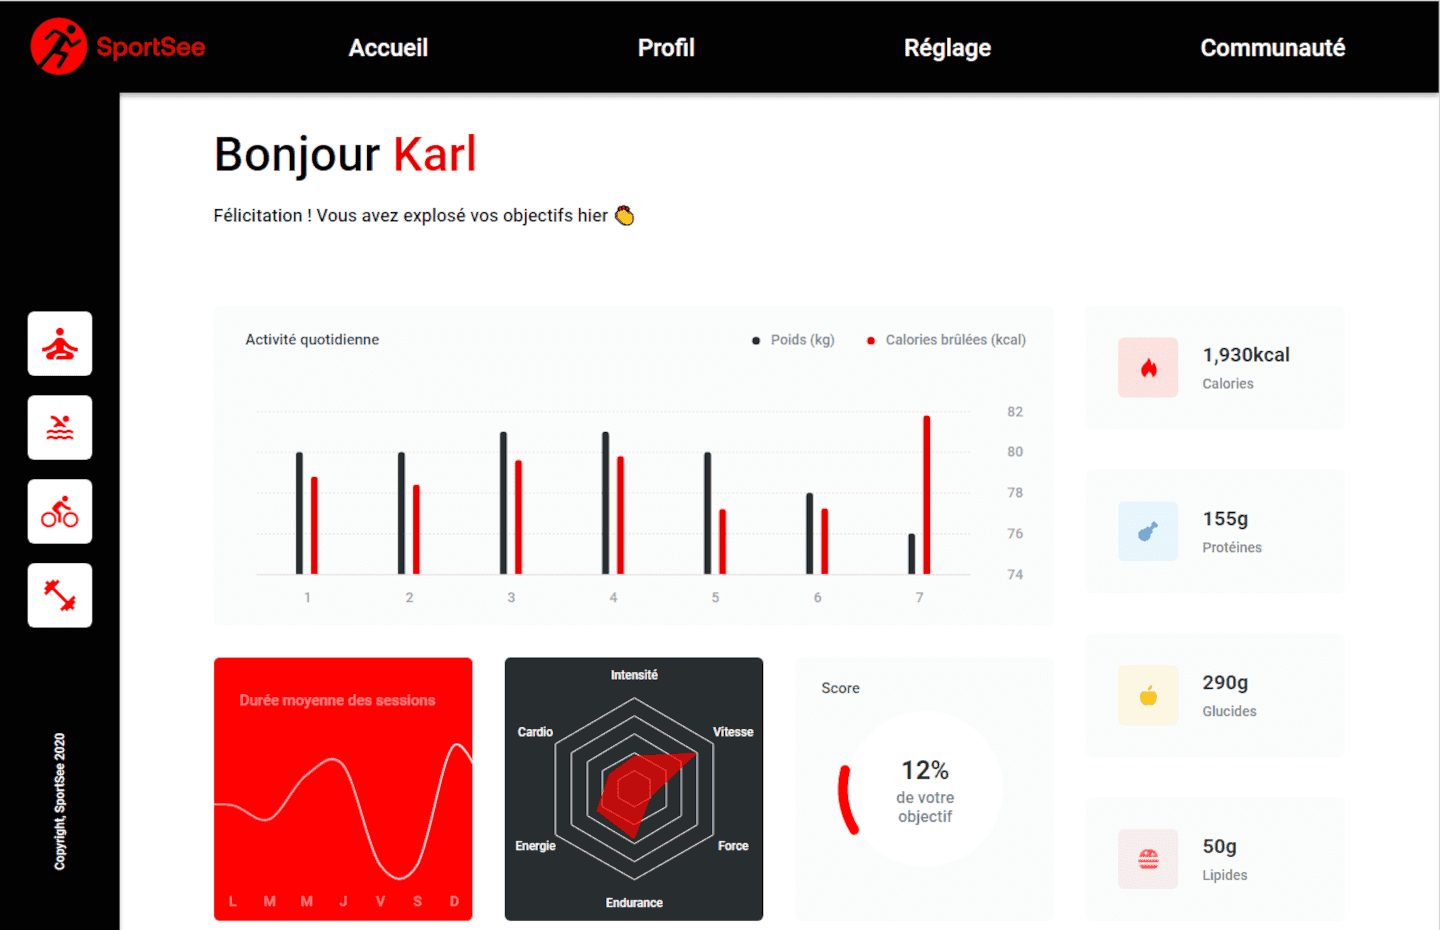 SportSee
Accueil
Profil
Réglage
Communauté
Bonjour Karl
Félicitation ! Vous avez explosé vos objectifs hier 👏
Activité quotidienne
Poids (kg)
Calories brûlées (kcal)
82
80
78
76
74
1 2 3 4 5 6 7
1,930kcal
Calories
155g
Protéines
290g
Glucides
50g
Lipides
Durée moyenne des sessions
L M M J V S D
Intensité
Vitesse
Force
Endurance
Energie
Cardio
Score
12%
de votre
objectif
Copyright, SportSee 2020